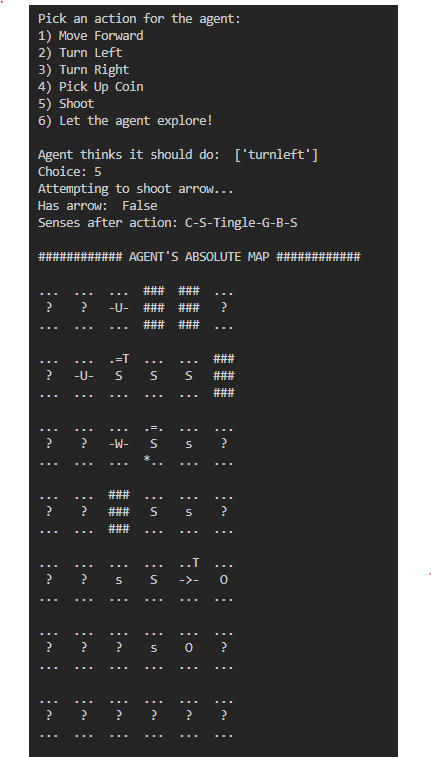 Pick an action for the agent:
1) Move Forward
2) Turn Left
3) Turn Right
4) Pick Up Coin
5) Shoot
6) Let the agent explore!
Agent thinks it should do:  ['turnleft']
Choice: 5
Attempting to shoot arrow...
Has arrow:  False
Senses after action: C-S-Tingle-G-B-S
############ AGENT'S ABSOLUTE MAP ############
... ... ... ### ### ...
? ? -U- ### ### ?
... ... ... ### ### ...
... ... .=T ... ... ###
? -U- S S S ###
... ... ... ... ... ###
... ... ... .=. ... ...
? ? -W- S s ?
... ... ... *.. ... ...
... ... ### ... ... ...
? ? ### S s ?
... ... ### ... ... ...
... ... ... ... ..T ...
? ? s S ->- O
... ... ... ... ... ...
... ... ... ... ... ...
? ? ? s O ?
... ... ... ... ... ...
... ... ... ... ... ...
? ? ? ? ? ?
... ... ... ... ... ...